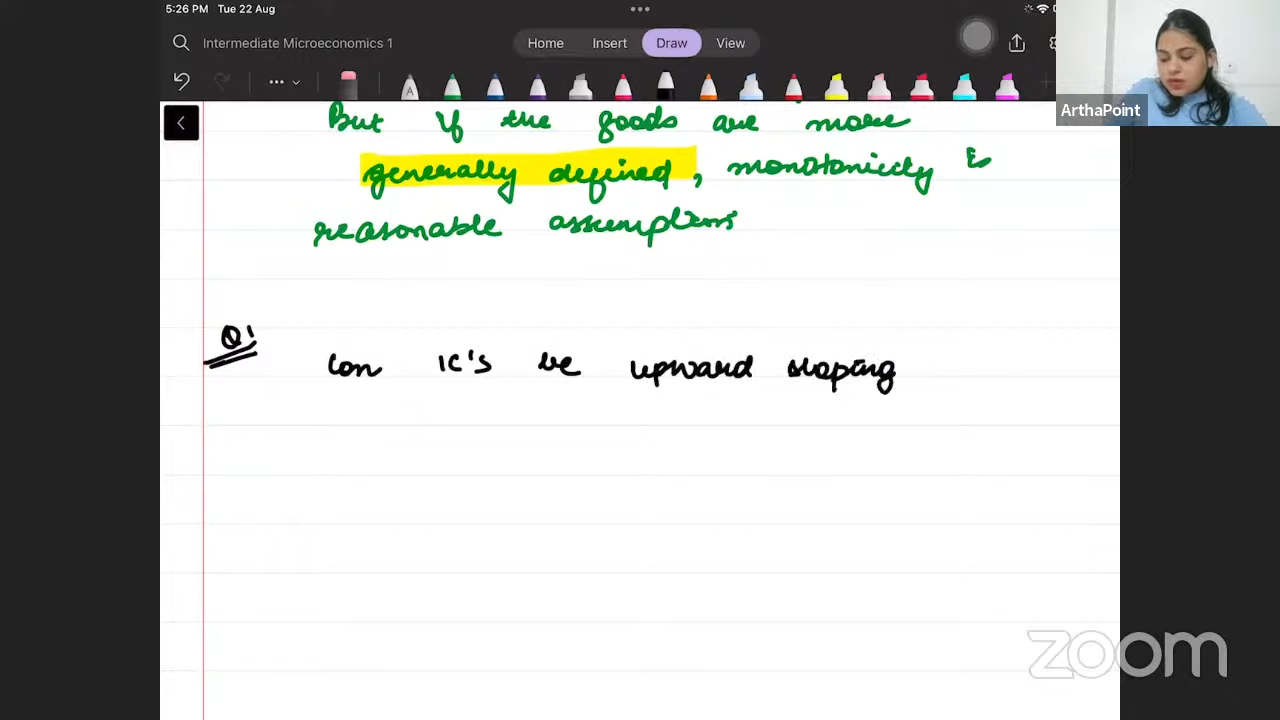 5:26 PM Tue 22 Aug
Intermediate Microeconomics 1
Home Insert Draw View
A
ArthaPoint
But if the goods are more
generally defined, monotonicity is
reasonable assumption
Q1
Can IC's be upward sloping
zoom